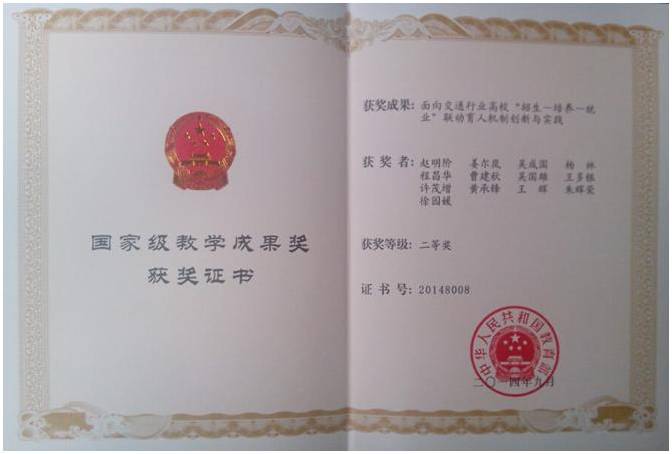 国家级教学成果奖
获奖证书
获奖成果: 面向交通行业高校“招生-培养-就
业”联动育人机制创新与实践
获 奖 者: 赵明阶 姜尔岚 吴成国 杨林
程昌华 曹建秋 吴国雄 王多根
许茂增 黄承锋 王辉 朱辉荣
徐园媛
获奖等级: 二等奖
证 书 号: 20148008
中华人民共和国教育部
二〇一四年九月